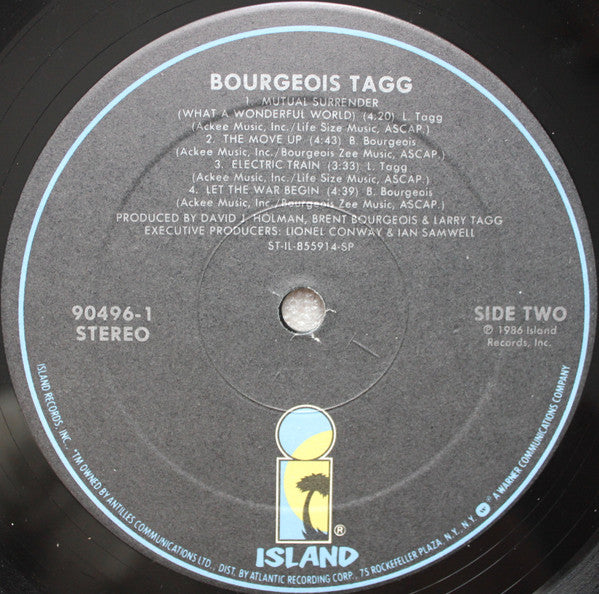 BOURGEOIS TAGG
1. MUTUAL SURRENDER
(WHAT A WONDERFUL WORLD) (4:20) L. Tagg
(Ackee Music, Inc./Life Size Music, ASCAP.)
2. THE MOVE UP (4:43) B. Bourgeois
(Ackee Music, Inc./Bourgeois Zee Music, ASCAP.)
3. ELECTRIC TRAIN (3:33) L. Tagg
(Ackee Music, Inc./Life Size Music, ASCAP.)
4. LET THE WAR BEGIN (4:39) B. Bourgeois
(Ackee Music, Inc./Bourgeois Zee Music, ASCAP.)
PRODUCED BY DAVID J. HOLMAN, BRENT BOURGEOIS & LARRY TAGG
EXECUTIVE PRODUCERS: LIONEL CONWAY & IAN SAMWELL
ST-IL-855914-SP
90496-1
STEREO
SIDE TWO
℗ 1986 Island
Records, Inc.
i
®
ISLAND
ISLAND RECORDS, INC., ™ OWNED BY ANTILLES COMMUNICATIONS LTD., DIST. BY ATLANTIC RECORDING CORP., 75 ROCKEFELLER PLAZA, N.Y., N.Y. W ® A WARNER COMMUNICATIONS COMPANY